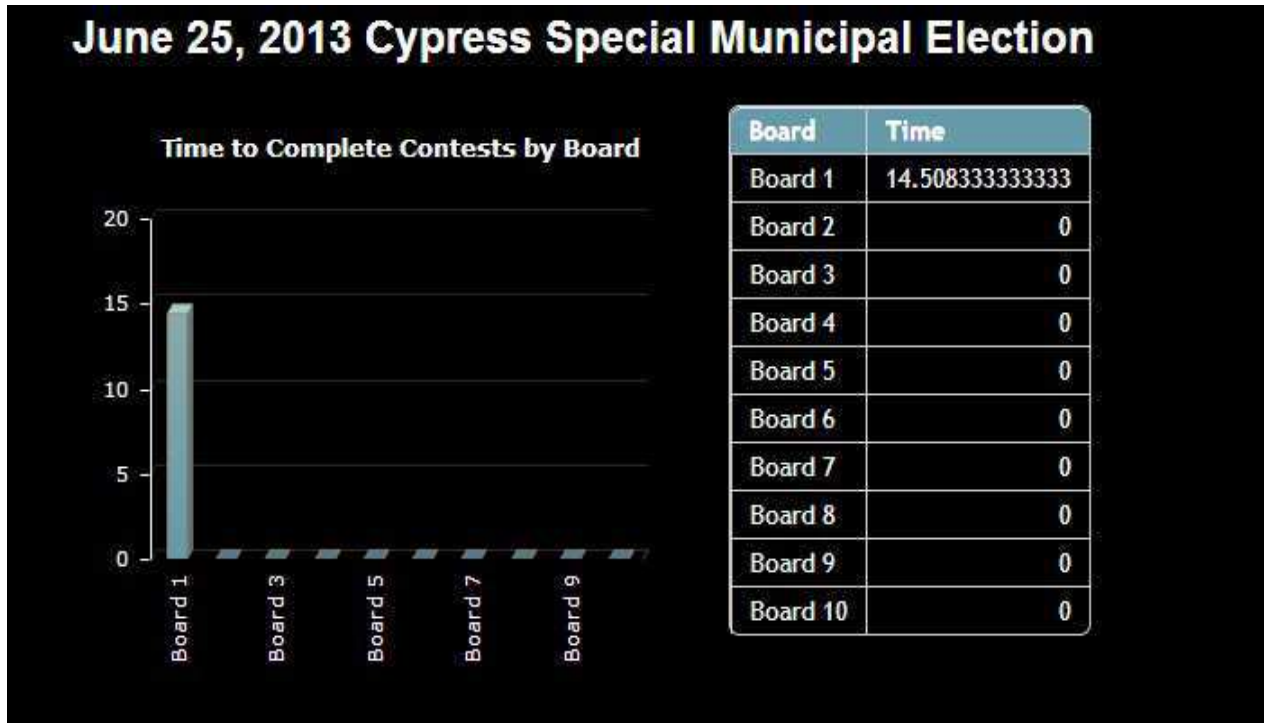 June 25, 2013 Cypress Special Municipal Election
Time to Complete Contests by Board
20
15
10
5
0
Board 1
Board 3
Board 5
Board 7
Board 9
Board Time
Board 1 14.508333333333
Board 2 0
Board 3 0
Board 4 0
Board 5 0
Board 6 0
Board 7 0
Board 8 0
Board 9 0
Board 10 0